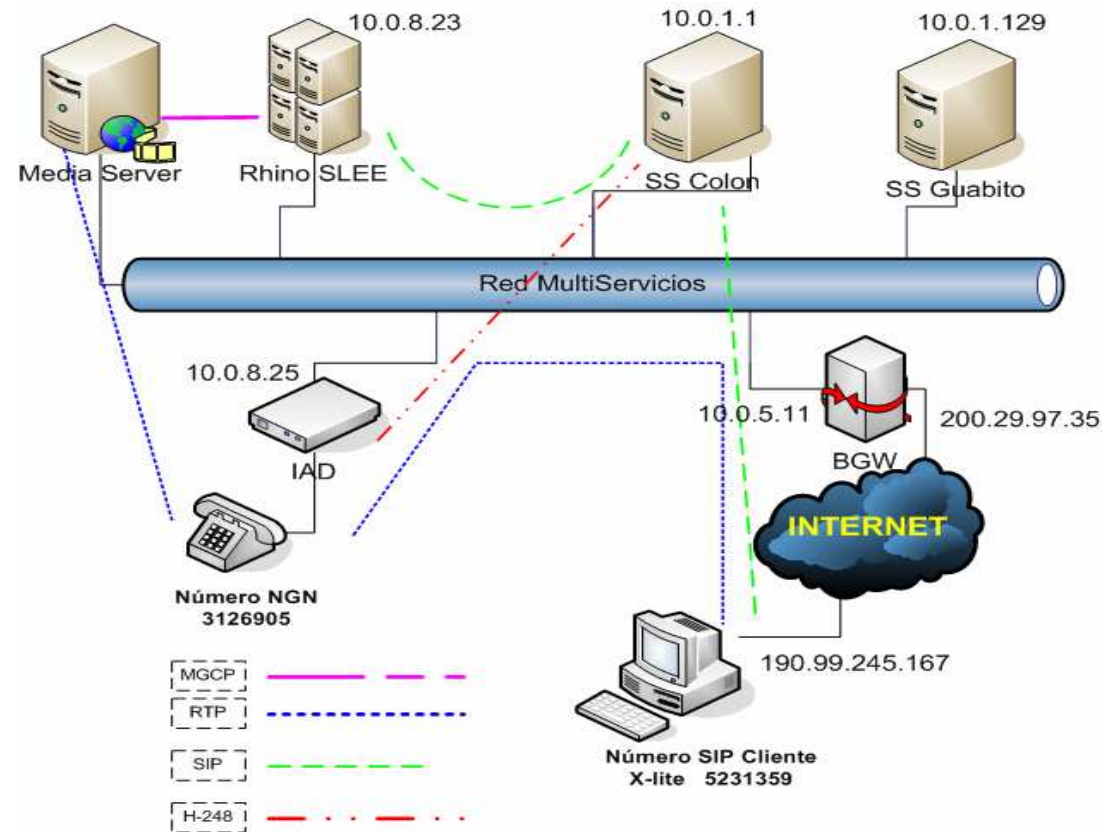 10.0.8.23
10.0.1.1
10.0.1.129
Media Server
Rhino SLEE
SS Colon
SS Guabito
Red MultiServicios
10.0.8.25
10.0.5.11
200.29.97.35
IAD
BGW
INTERNET
Número NGN
3126905
190.99.245.167
MGCP
RTP
SIP
H-248
Número SIP Cliente
X-lite 5231359